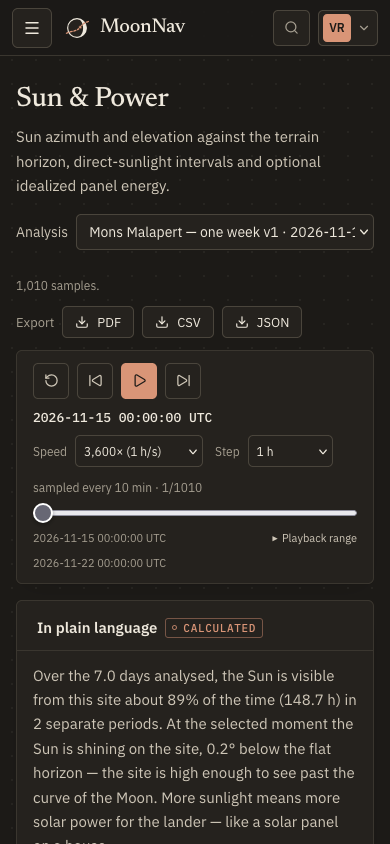 MoonNav
VR
Sun & Power
Sun azimuth and elevation against the terrain
horizon, direct-sunlight intervals and optional
idealized panel energy.
Analysis
Mons Malapert — one week v1 · 2026-11-
1,010 samples.
Export
PDF
CSV
JSON
2026-11-15 00:00:00 UTC
Speed
3,600× (1 h/s)
Step
1 h
sampled every 10 min · 1/1010
2026-11-15 00:00:00 UTC
▸ Playback range
2026-11-22 00:00:00 UTC
In plain language
CALCULATED
Over the 7.0 days analysed, the Sun is visible
from this site about 89% of the time (148.7 h) in
2 separate periods. At the selected moment the
Sun is shining on the site, 0.2° below the flat
horizon — the site is high enough to see past the
curve of the Moon. More sunlight means more
solar power for the lander — like a solar panel